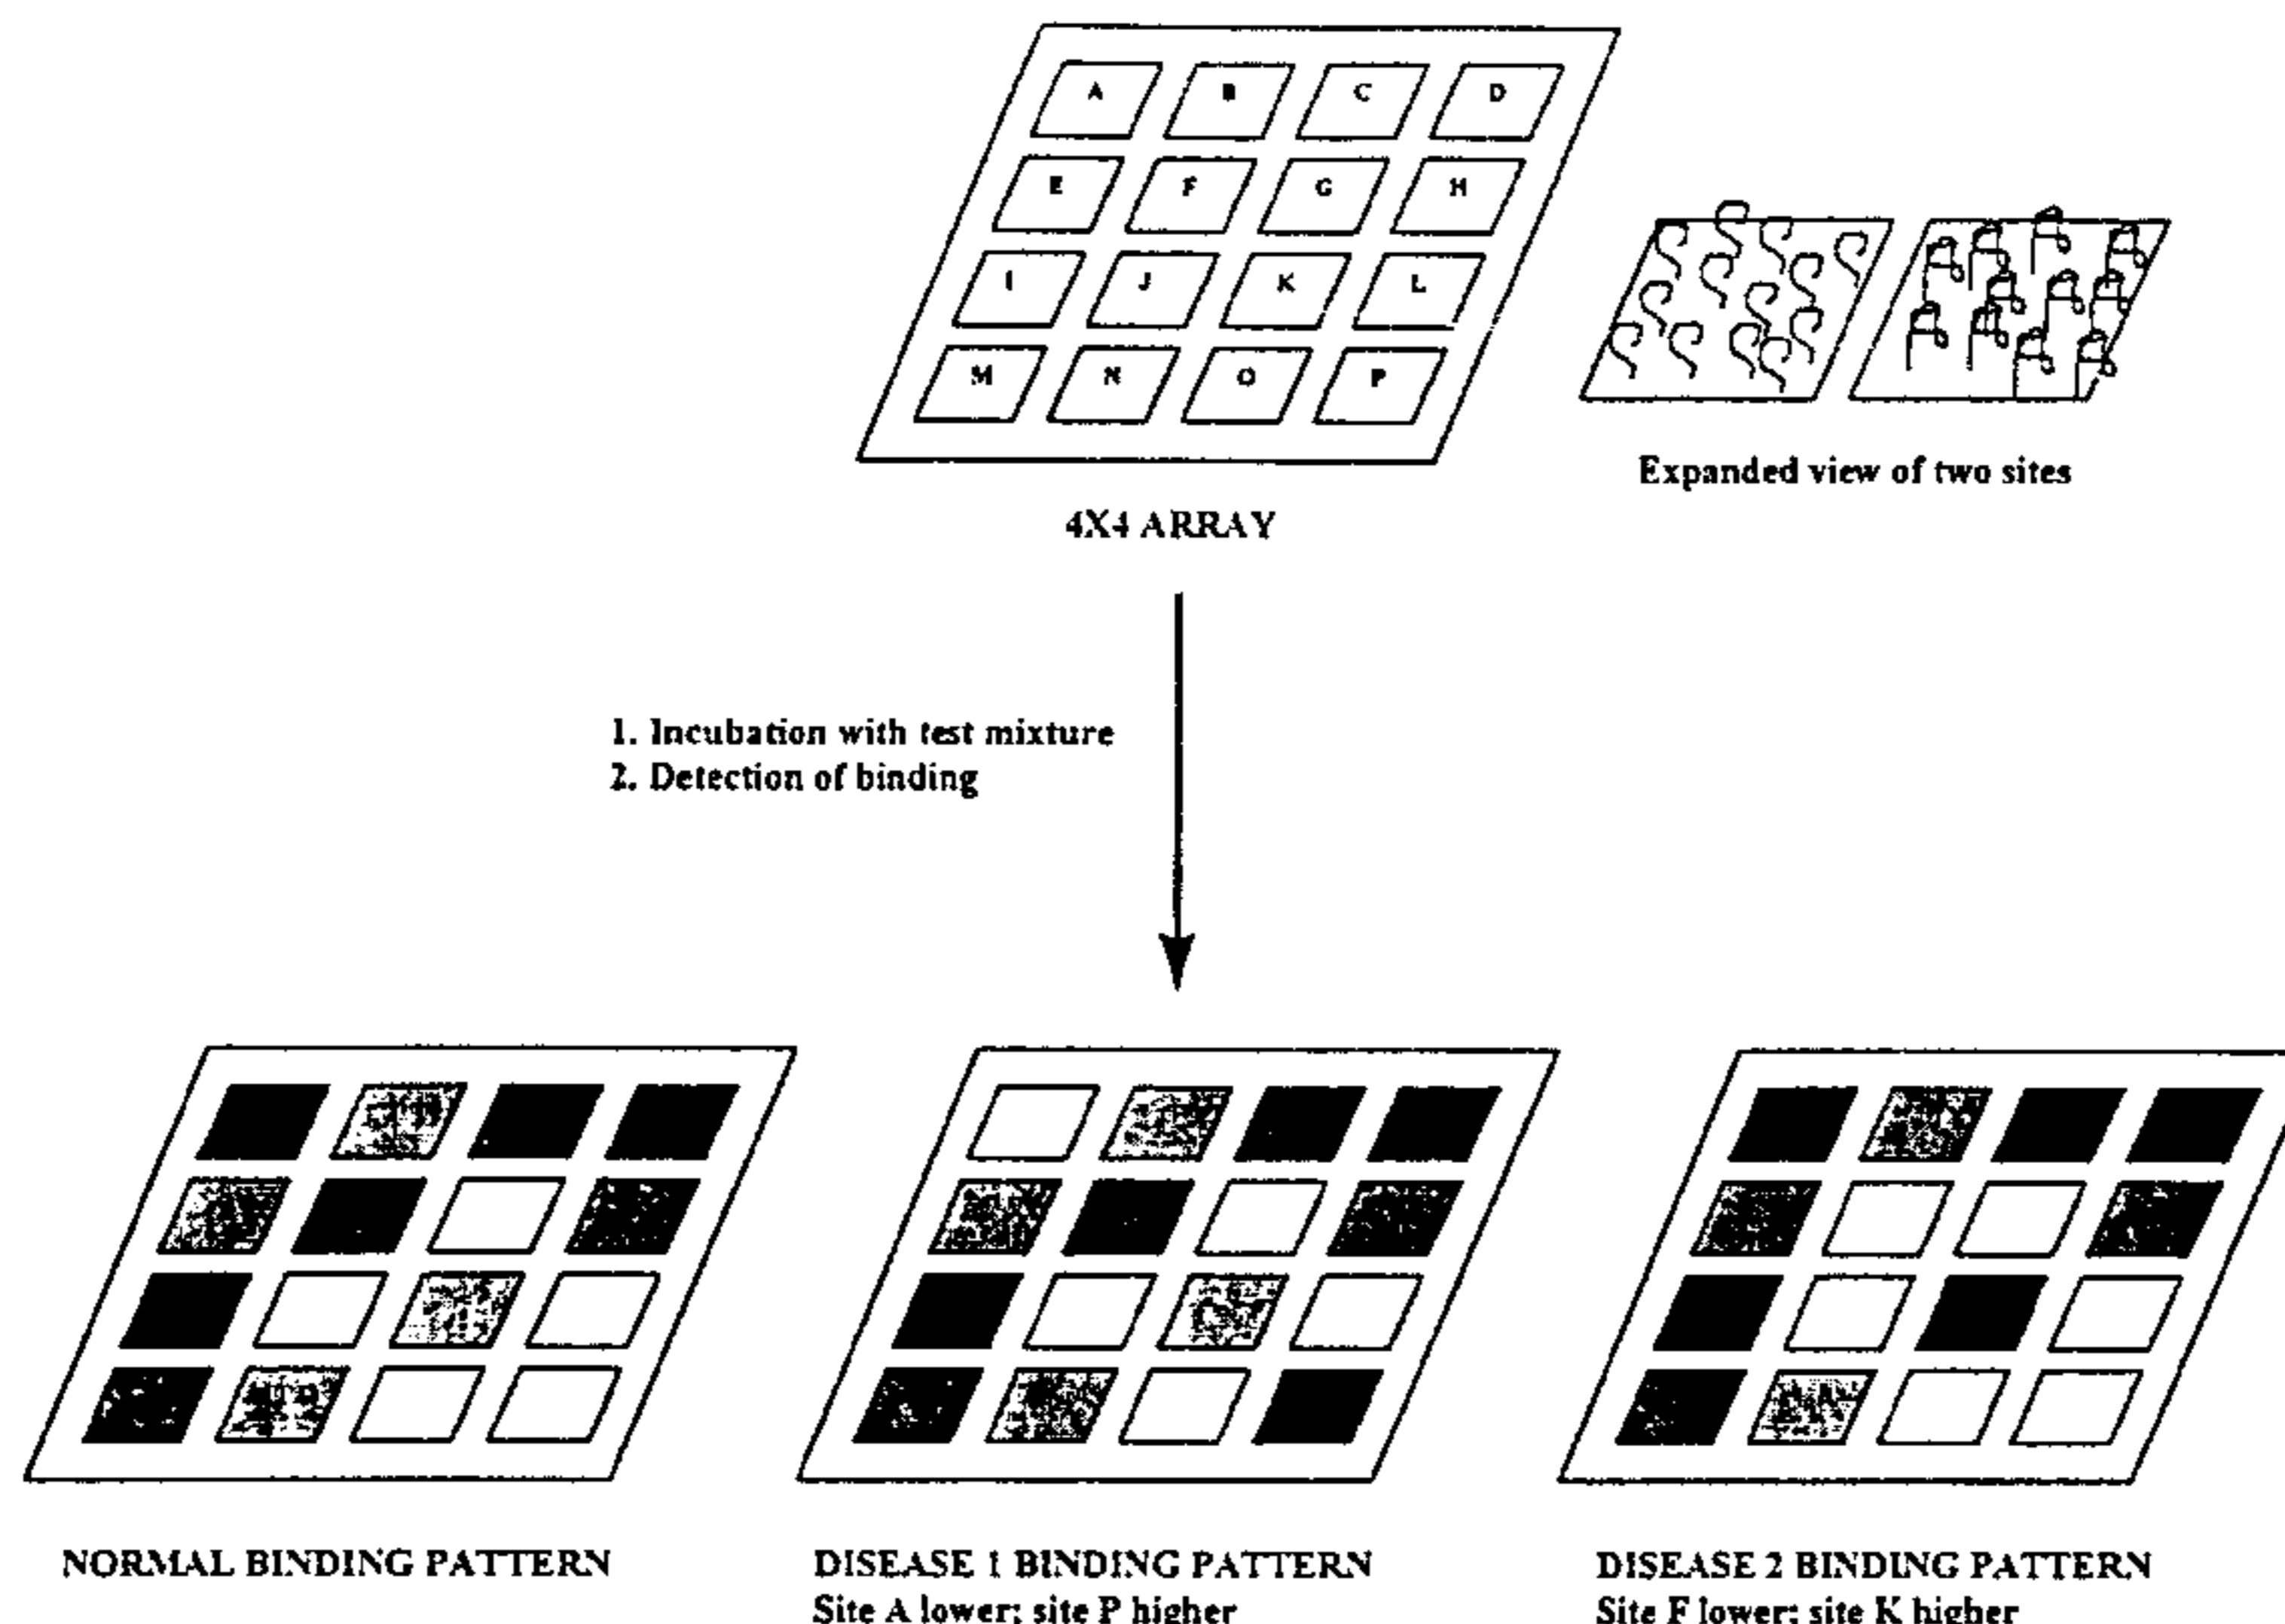 A B C D
E F G H
I J K L
M N O P
Expanded view of two sites
4X4 ARRAY
1. Incubation with test mixture
2. Detection of binding
NORMAL BINDING PATTERN
DISEASE 1 BINDING PATTERN
Site A lower; site P higher
DISEASE 2 BINDING PATTERN
Site F lower; site K higher